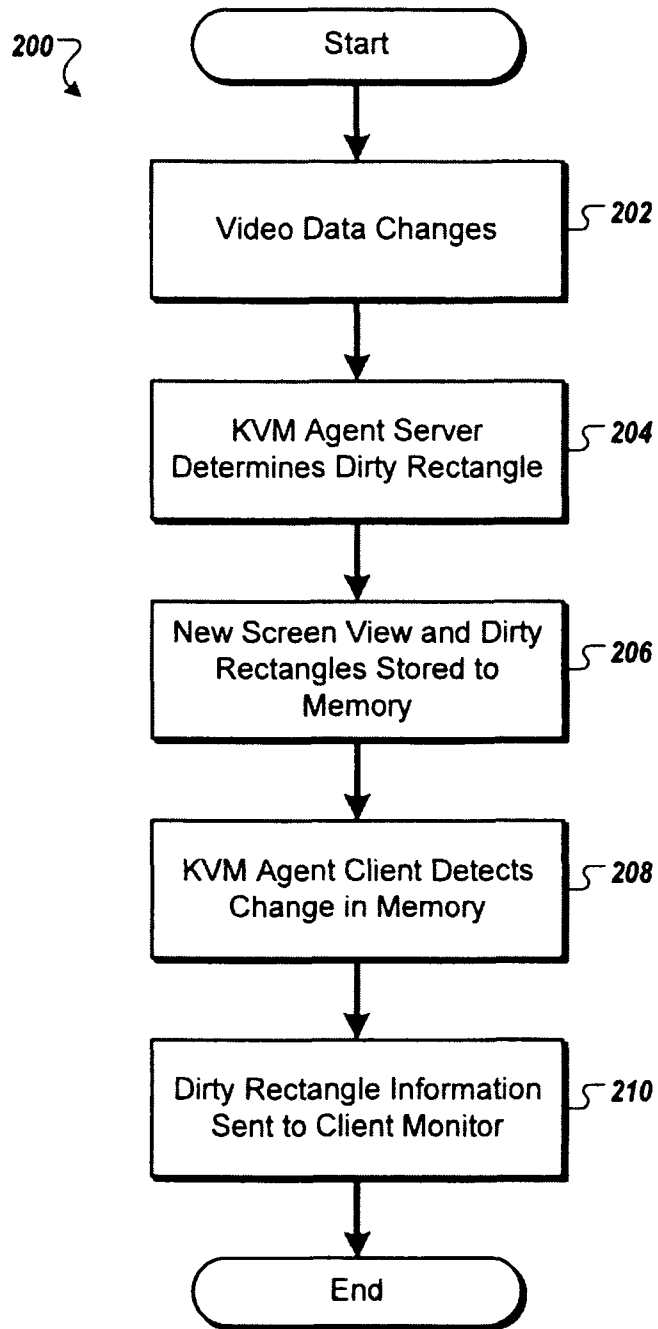 200
Start
Video Data Changes
202
KVM Agent Server
Determines Dirty Rectangle
204
New Screen View and Dirty
Rectangles Stored to
Memory
206
KVM Agent Client Detects
Change in Memory
208
Dirty Rectangle Information
Sent to Client Monitor
210
End